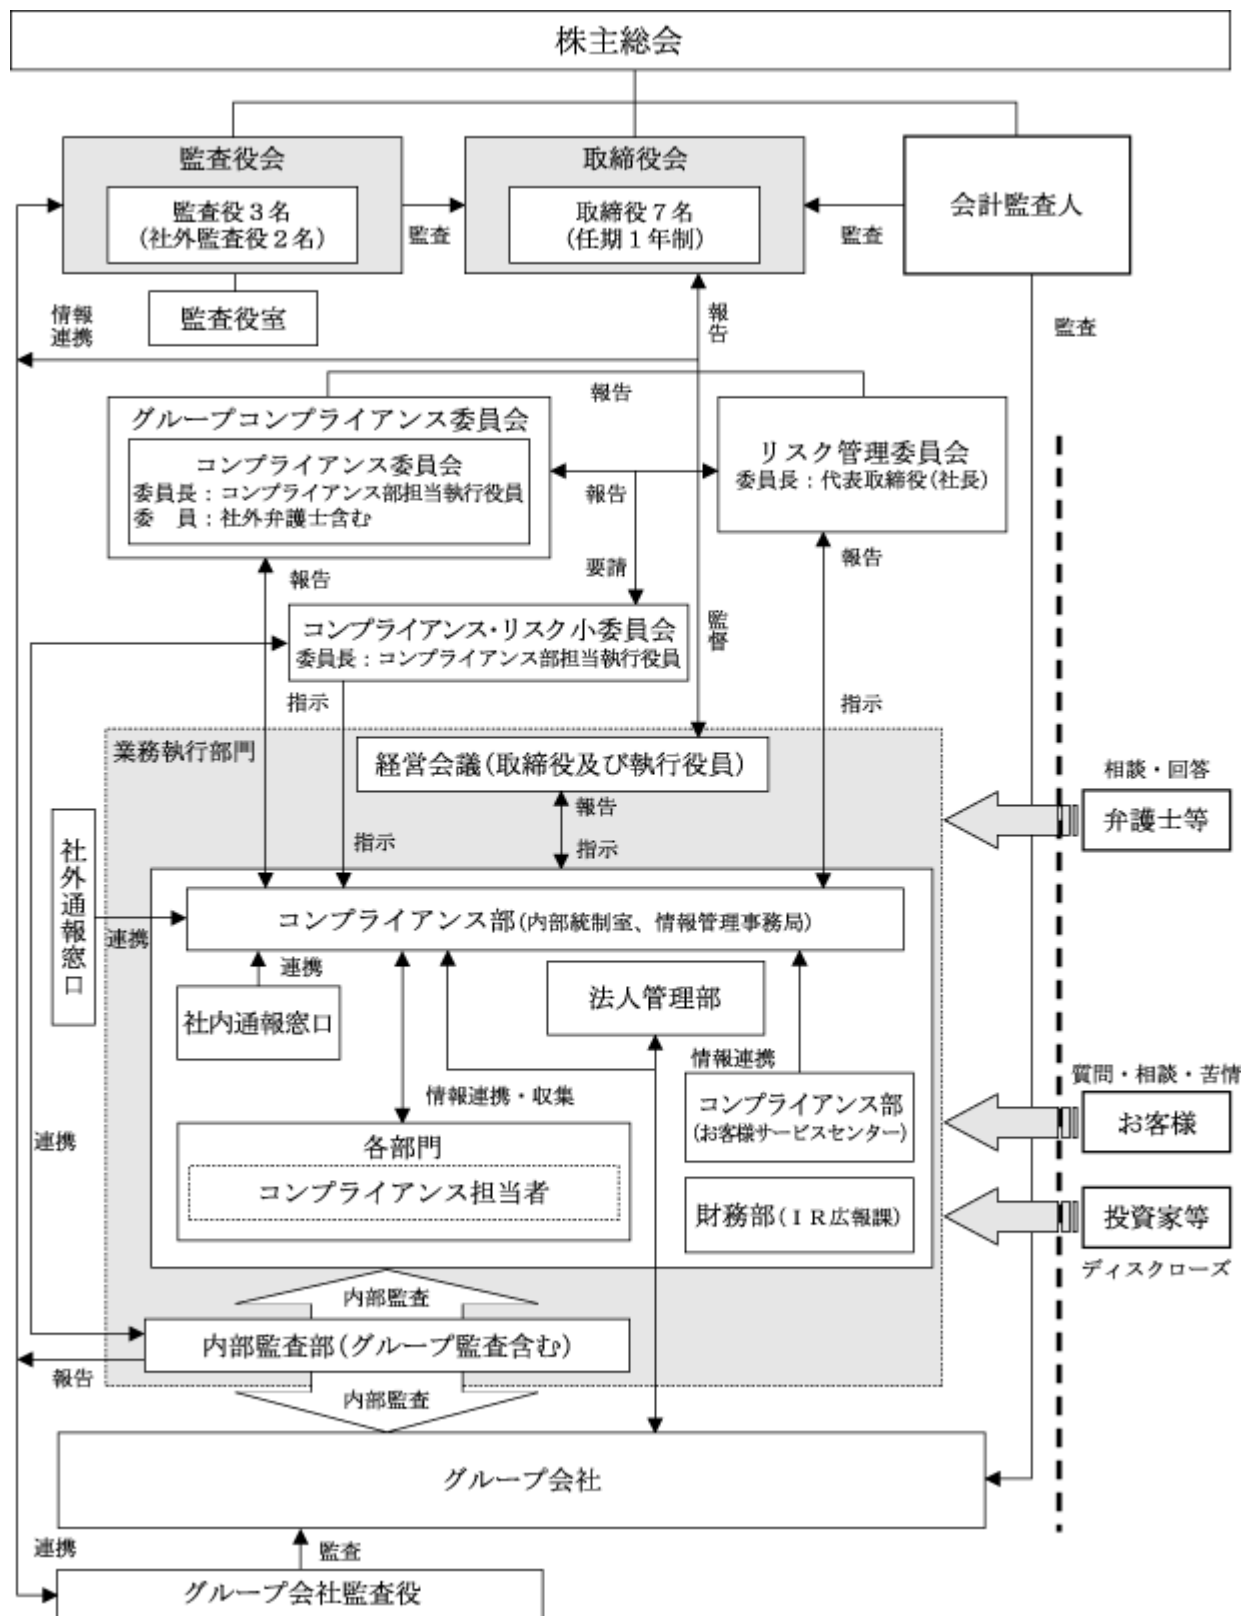 株主総会
監査役会
監査役３名
(社外監査役２名)
監査
取締役会
取締役７名
(任期１年制)
監査
会計監査人
監査役室
情報
連携
報告
監査
報告
グループコンプライアンス委員会
コンプライアンス委員会
委員長：コンプライアンス部担当執行役員
委　員：社外弁護士含む
報告
要請
リスク管理委員会
委員長：代表取締役(社長)
報告
報告
コンプライアンス・リスク小委員会
委員長：コンプライアンス部担当執行役員
監督
指示
指示
業務執行部門
経営会議(取締役及び執行役員)
報告
指示
指示
相談・回答
弁護士等
社外通報窓口
連携
コンプライアンス部(内部統制室、情報管理事務局)
連携
社内通報窓口
法人管理部
情報連携
情報連携・収集
コンプライアンス部
(お客様サービスセンター)
質問・相談・苦情
お客様
連携
各部門
コンプライアンス担当者
財務部(ＩＲ広報課)
投資家等
ディスクローズ
内部監査
内部監査部(グループ監査含む)
報告
内部監査
グループ会社
連携
監査
グループ会社監査役